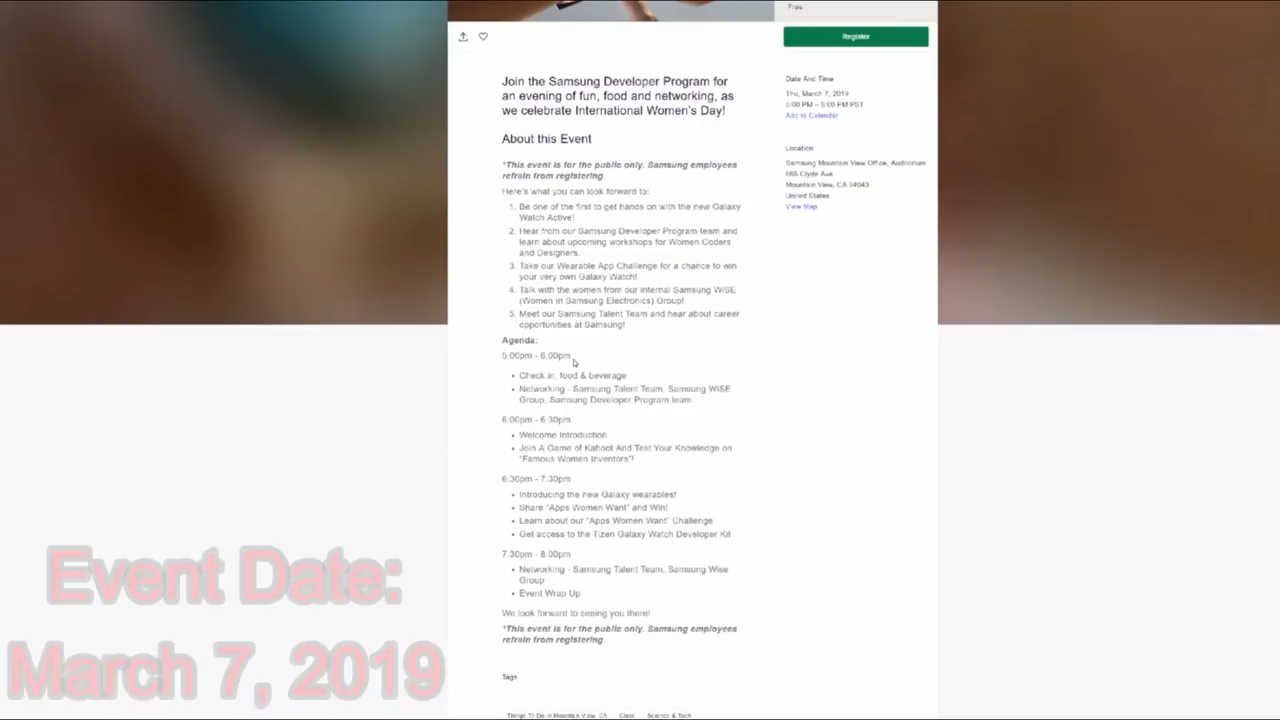 Free
Register
Join the Samsung Developer Program for
an evening of fun, food and networking, as
we celebrate International Women's Day!
About this Event
*This event is for the public only. Samsung employees
refrain from registering.
Here's what you can look forward to:
1. Be one of the first to get hands on with the new Galaxy
Watch Active!
2. Hear from our Samsung Developer Program team and
learn about upcoming workshops for Women Coders
and Designers.
3. Take our Wearable App Challenge for a chance to win
your very own Galaxy Watch!
4. Talk with the women from our internal Samsung WiSE
(Women in Samsung Electronics) Group!
5. Meet our Samsung Talent Team and hear about career
opportunities at Samsung!
Agenda:
5:00pm - 6:00pm
• Check in, food & beverage
• Networking - Samsung Talent Team, Samsung WiSE
Group, Samsung Developer Program team
6:00pm - 6:30pm
• Welcome Introduction
• Join A Game of Kahoot And Test Your Knowledge on
"Famous Women Inventors"!
6:30pm - 7:30pm
• Introducing the new Galaxy wearables!
• Share "Apps Women Want" and Win!
• Learn about our "Apps Women Want" Challenge
• Get access to the Tizen Galaxy Watch Developer Kit
7:30pm - 8:00pm
• Networking - Samsung Talent Team, Samsung Wise
Group
• Event Wrap Up
We look forward to seeing you there!
*This event is for the public only. Samsung employees
refrain from registering.
Tags
Things To Do In Mountain View, CA Class Science & Tech
Date And Time
Thu, March 7, 2019
5:00 PM – 8:00 PM PST
Add to Calendar
Location
Samsung Mountain View Office, Auditorium
665 Clyde Ave
Mountain View, CA 94043
United States
View Map
Event Date:
March 7, 2019